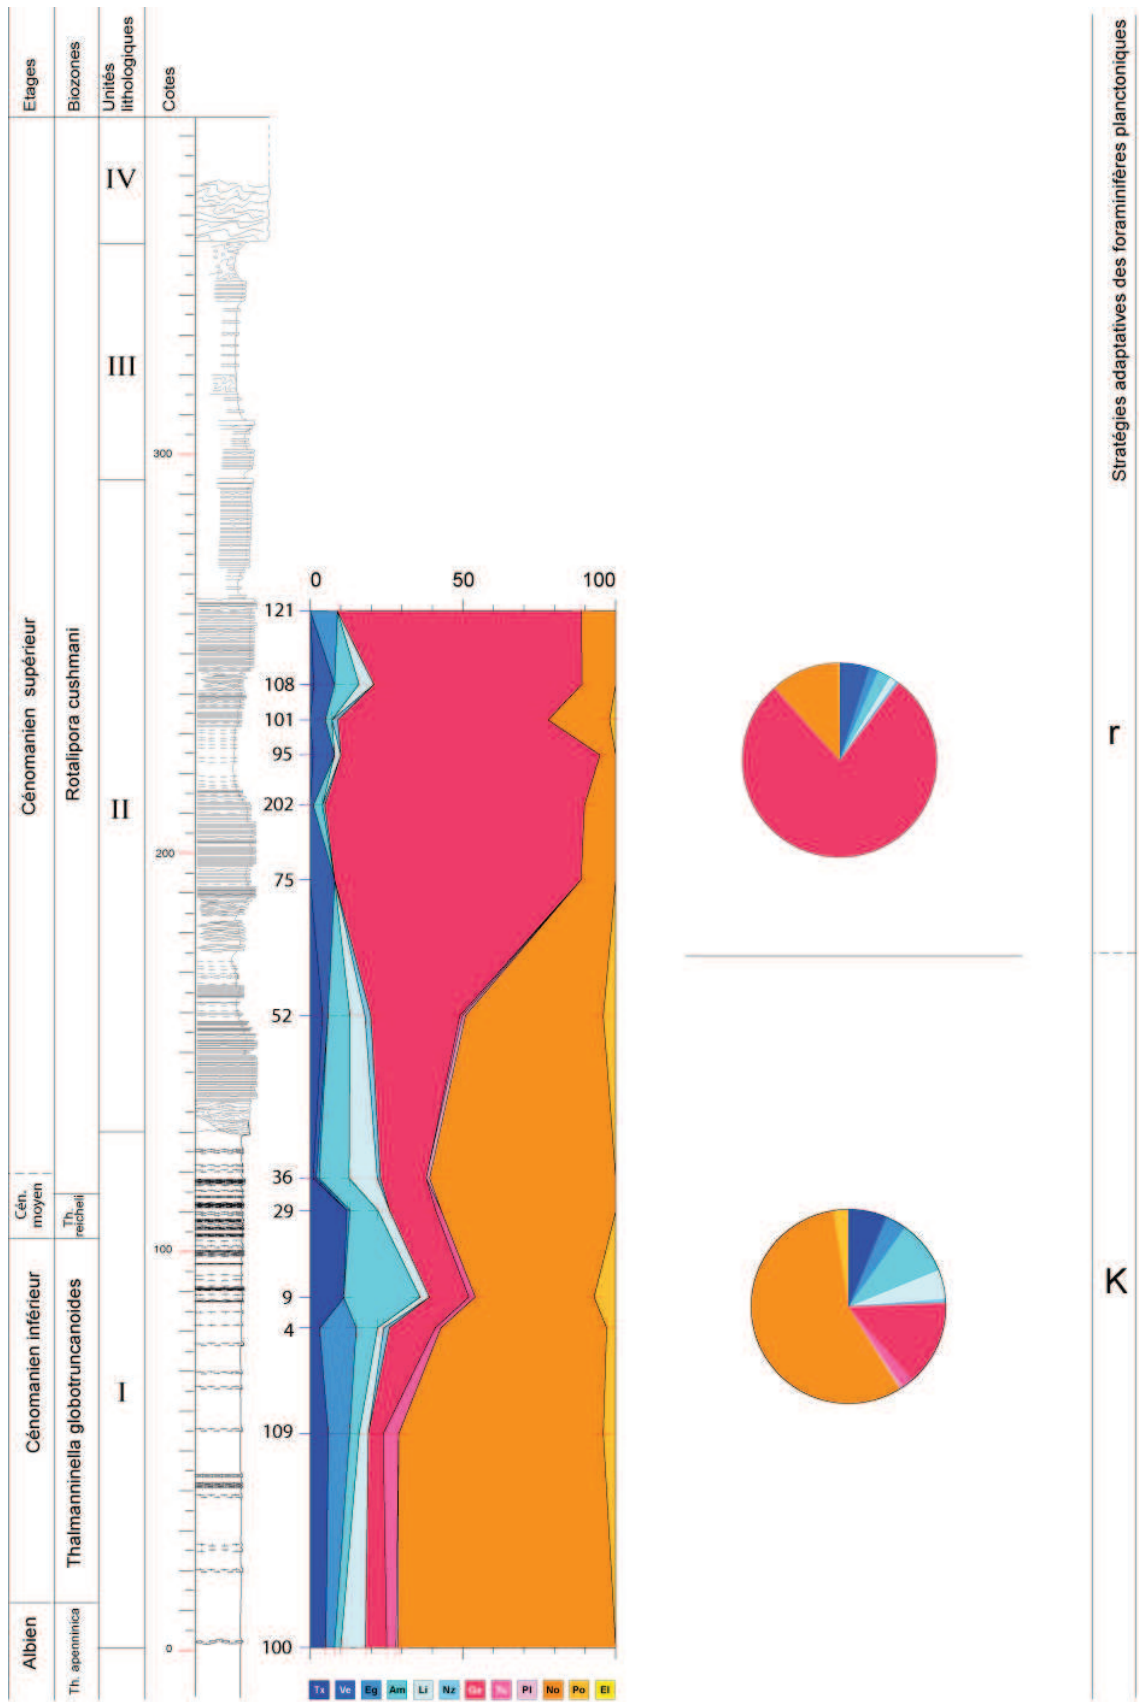 Etages
Biozones
Unités
lithologiques
Cotes
Stratégies adaptatives des foraminifères planctoniques
IV
III
300
0 50 100
121
Cénomanien supérieur
Rotalipora cushmani
108
101
r
95
II
202
200
75
52
36
Cén.
moyen
Th.
reicheli
29
100
K
9
4
Cénomanien inférieur
Thalmanninella globotruncanoides
I
109
Albien
Th. apenninica
0
100
Tx Ve Eg Am Li Nz Ga Pl No Po El